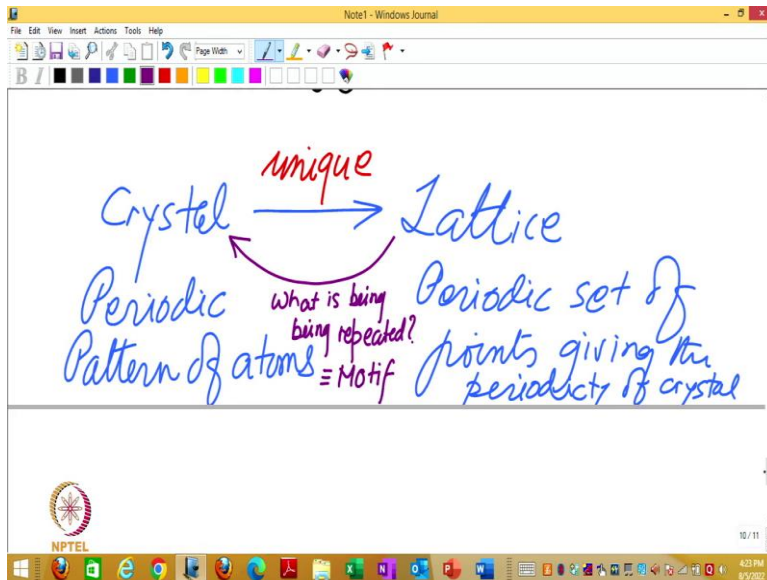 Note1 - Windows Journal
File Edit View Insert Actions Tools Help
Page Width
B I
unique
Crystal → Lattice
Periodic
Pattern of atoms
What is being
being repeated?
≡ Motif
Periodic set of
points giving the
periodicty of crystal
NPTEL
10 / 11
4:23 PM